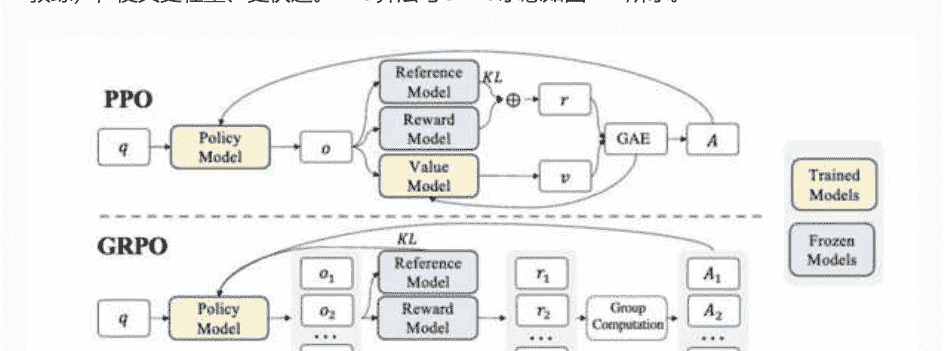 PPO
q
Policy Model
o
Reference Model
KL
Reward Model
Value Model
⊕
r
v
GAE
A
Trained Models
Frozen Models
GRPO
q
Policy Model
o₁
o₂
...
KL
Reference Model
Reward Model
r₁
r₂
...
Group Computation
A₁
A₂
...